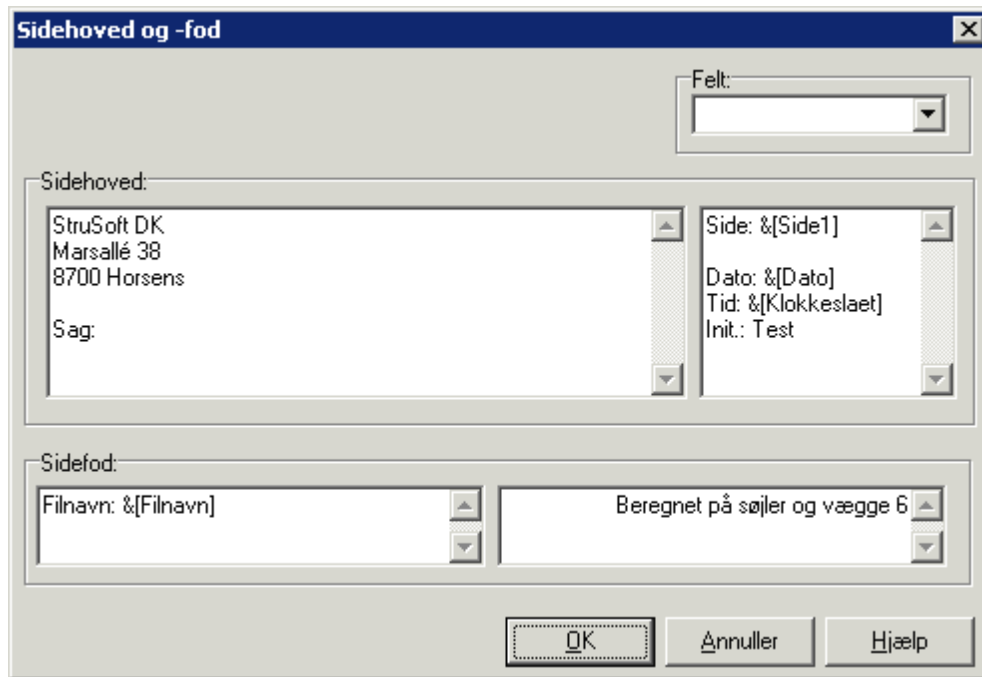 Sidehoved og -fod
Felt:
Sidehoved:
StruSoft DK
Marsallé 38
8700 Horsens
Sag:
Side: &[Side1]
Dato: &[Dato]
Tid: &[Klokkeslaet]
Init.: Test
Sidefod:
Filnavn: &[Filnavn]
Beregnet på søjler og vægge 6
OK
Annuller
Hjælp